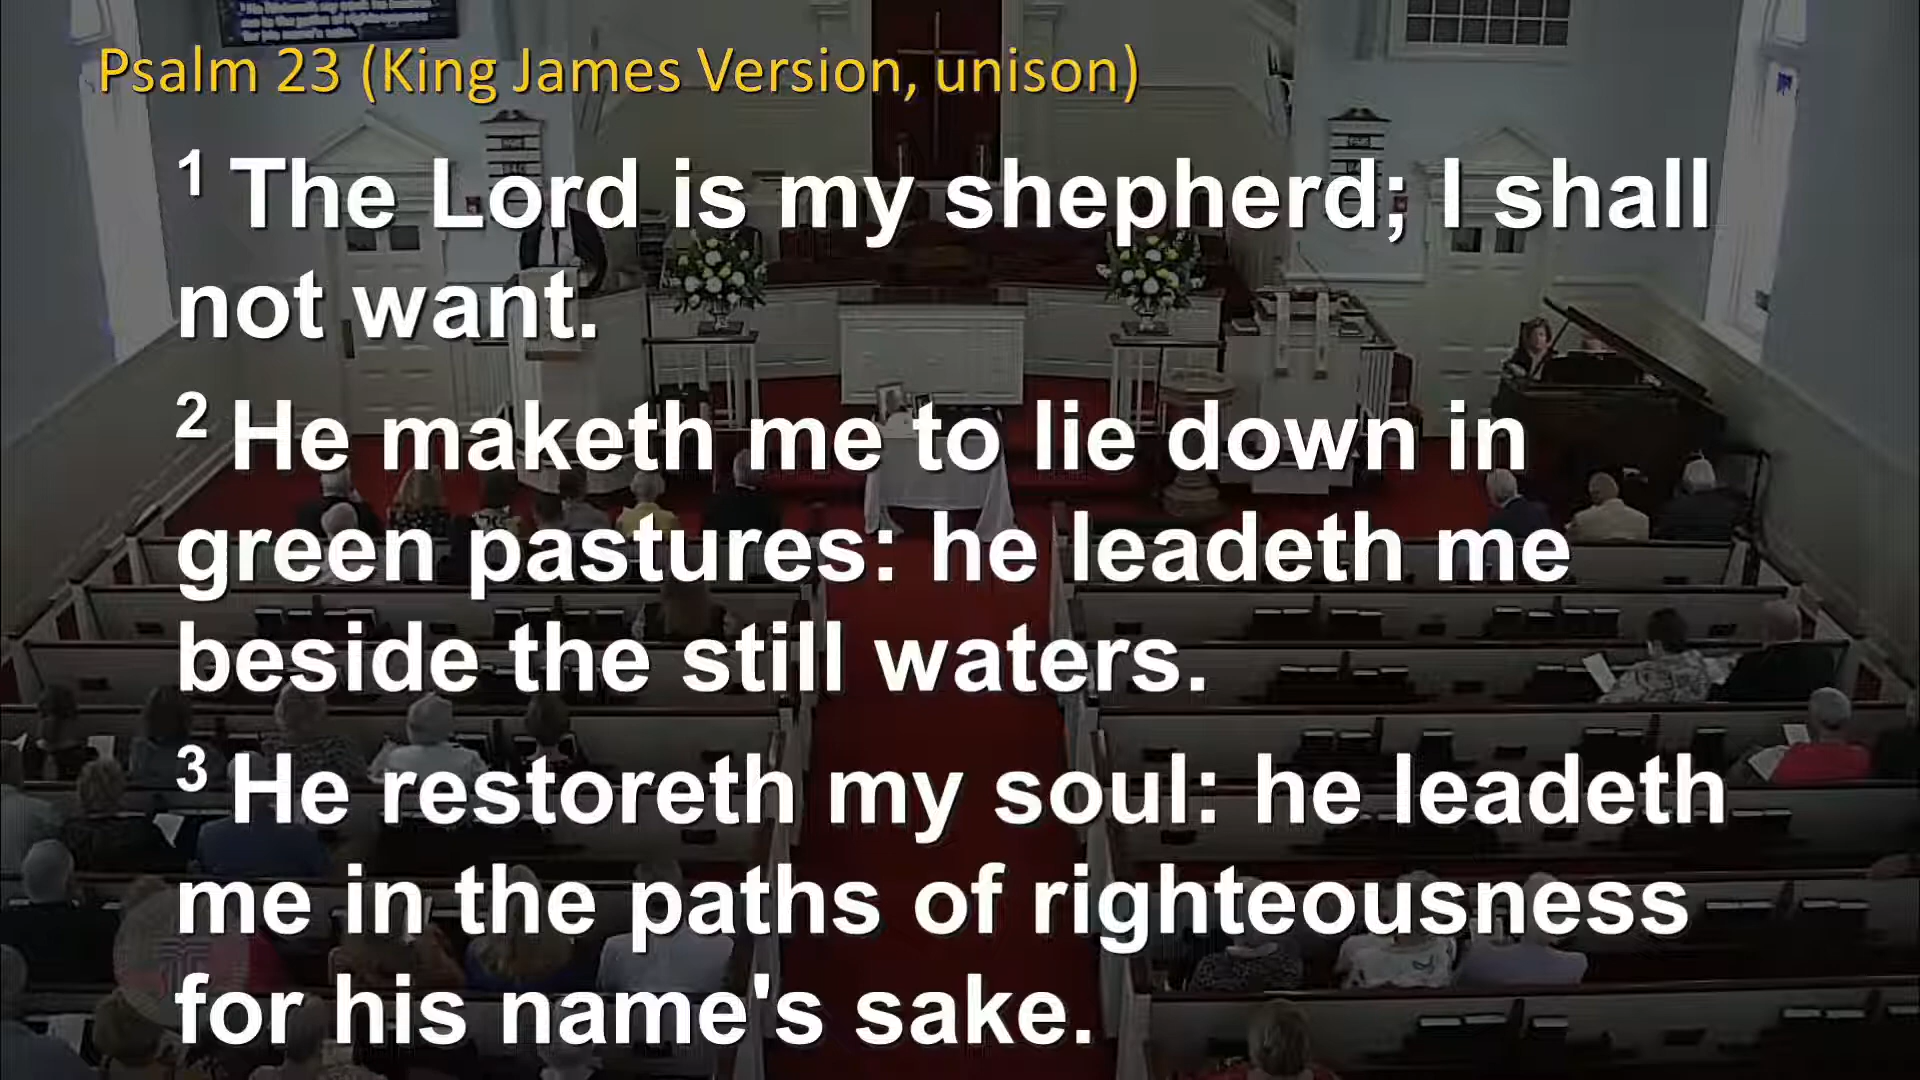 Psalm 23 (King James Version, unison)
1 The Lord is my shepherd; I shall
not want.
2 He maketh me to lie down in
green pastures: he leadeth me
beside the still waters.
3 He restoreth my soul: he leadeth
me in the paths of righteousness
for his name's sake.